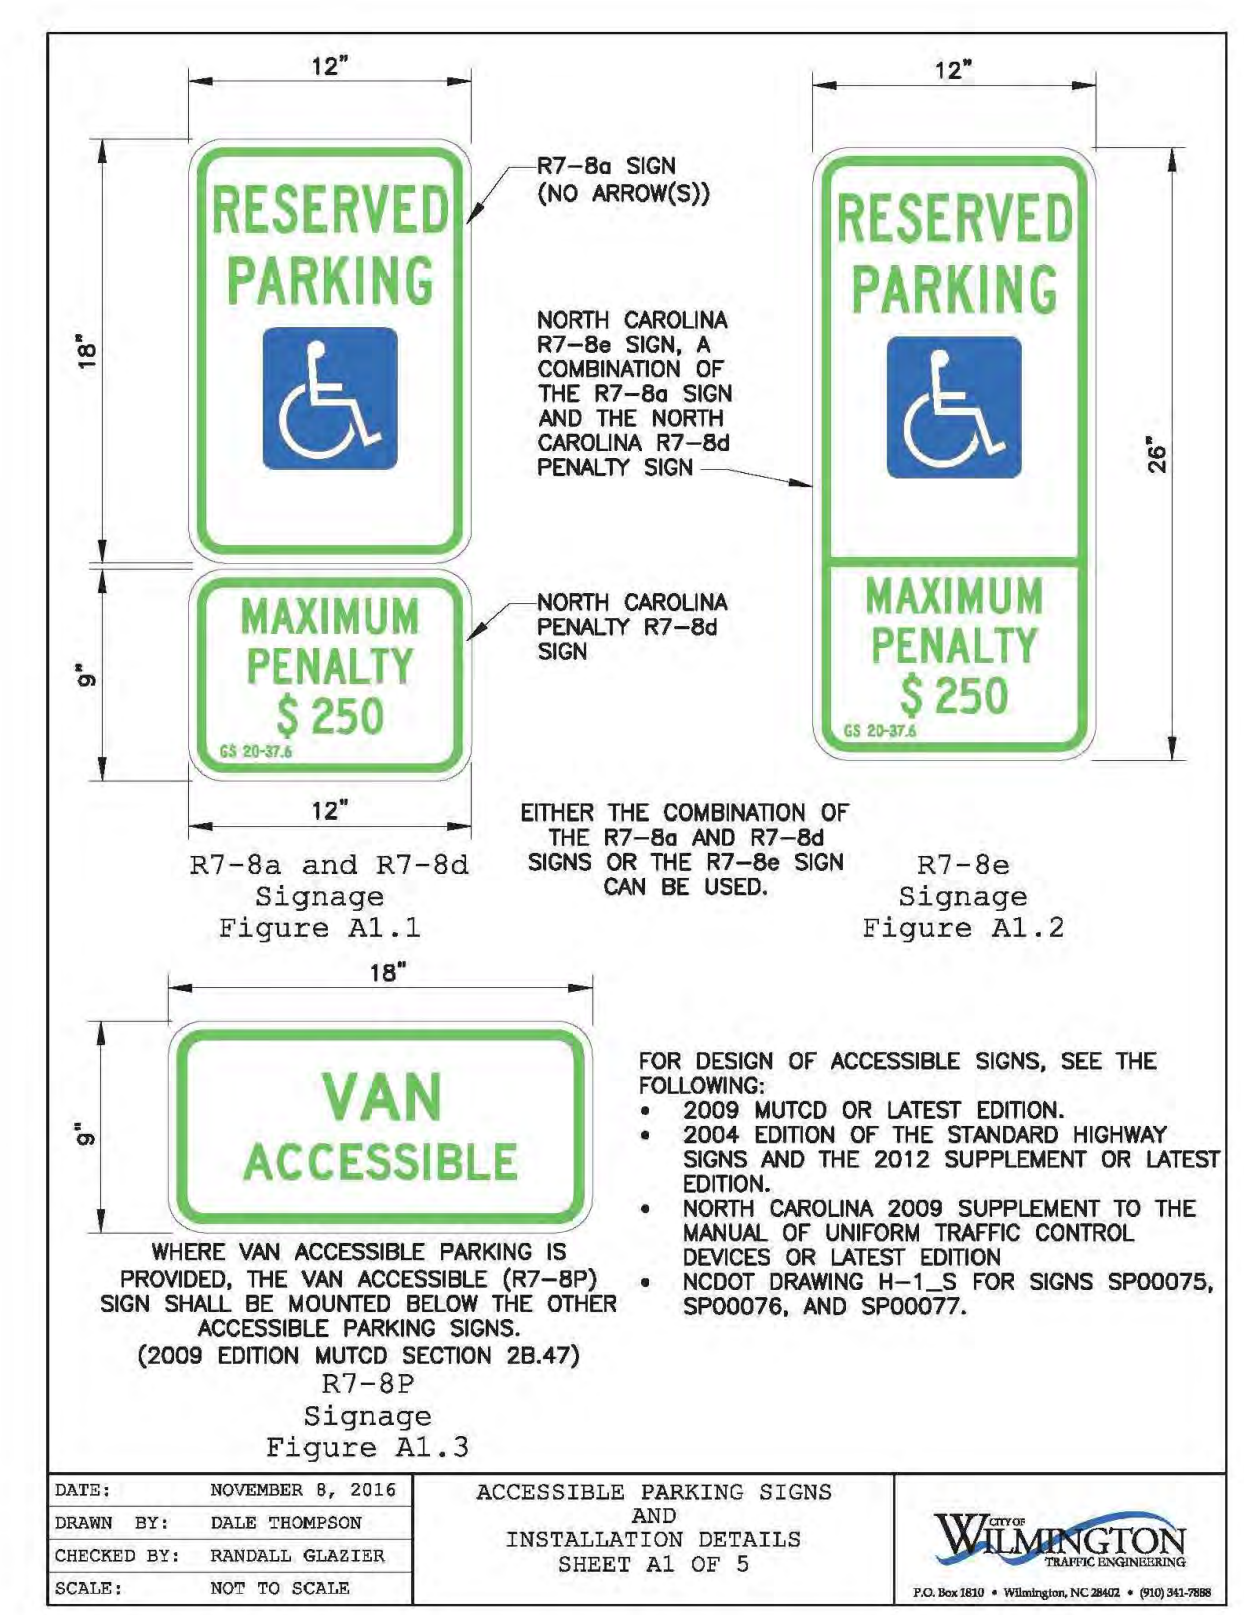 12"
18"
RESERVED
PARKING
R7-8a SIGN
(NO ARROW(S))
9"
MAXIMUM
PENALTY
$ 250
GS 20-37.6
NORTH CAROLINA
PENALTY R7-8d
SIGN
12"
R7-8a and R7-8d
Signage
Figure A1.1
NORTH CAROLINA
R7-8e SIGN, A
COMBINATION OF
THE R7-8a SIGN
AND THE NORTH
CAROLINA R7-8d
PENALTY SIGN
12"
26"
RESERVED
PARKING
MAXIMUM
PENALTY
$ 250
GS 20-37.6
EITHER THE COMBINATION OF
THE R7-8a AND R7-8d
SIGNS OR THE R7-8e SIGN
CAN BE USED.
R7-8e
Signage
Figure A1.2
18"
9"
VAN
ACCESSIBLE
WHERE VAN ACCESSIBLE PARKING IS
PROVIDED, THE VAN ACCESSIBLE (R7-8P)
SIGN SHALL BE MOUNTED BELOW THE OTHER
ACCESSIBLE PARKING SIGNS.
(2009 EDITION MUTCD SECTION 2B.47)
R7-8P
Signage
Figure A1.3
FOR DESIGN OF ACCESSIBLE SIGNS, SEE THE
FOLLOWING:
• 2009 MUTCD OR LATEST EDITION.
• 2004 EDITION OF THE STANDARD HIGHWAY
SIGNS AND THE 2012 SUPPLEMENT OR LATEST
EDITION.
• NORTH CAROLINA 2009 SUPPLEMENT TO THE
MANUAL OF UNIFORM TRAFFIC CONTROL
DEVICES OR LATEST EDITION
• NCDOT DRAWING H-1_S FOR SIGNS SP00075,
SP00076, AND SP00077.
DATE: NOVEMBER 8, 2016
DRAWN BY: DALE THOMPSON
CHECKED BY: RANDALL GLAZIER
SCALE: NOT TO SCALE
ACCESSIBLE PARKING SIGNS
AND
INSTALLATION DETAILS
SHEET A1 OF 5
CITY OF
WILMINGTON
TRAFFIC ENGINEERING
P.O. Box 1810 • Wilmington, NC 28402 • (910) 341-7888